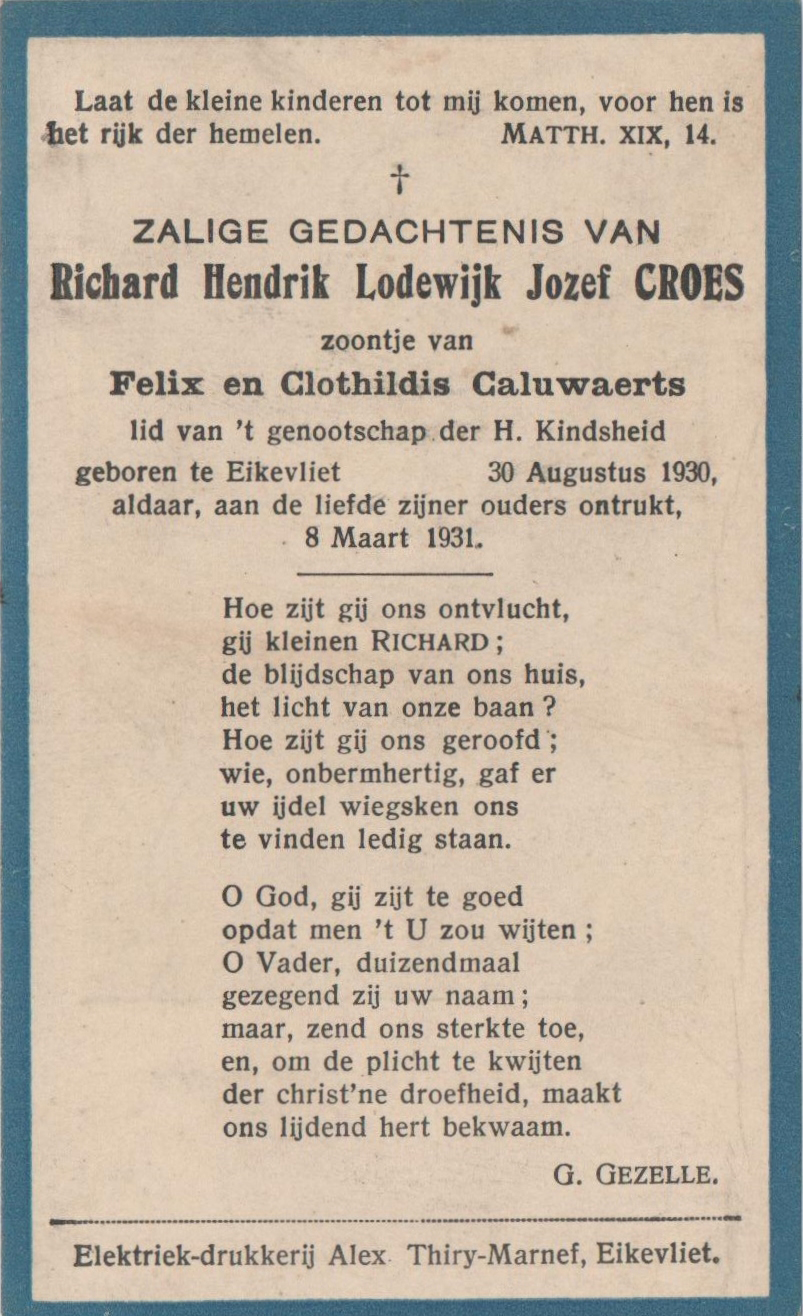 Laat de kleine kinderen tot mij komen, voor hen is
het rijk der hemelen. MATTH. XIX, 14.
†
ZALIGE GEDACHTENIS VAN
Richard Hendrik Lodewijk Jozef CROES
zoontje van
Felix en Clothildis Caluwaerts
lid van 't genootschap der H. Kindsheid
geboren te Eikevliet 30 Augustus 1930,
aldaar, aan de liefde zijner ouders ontrukt,
8 Maart 1931.
Hoe zijt gij ons ontvlucht,
gij kleinen RICHARD ;
de blijdschap van ons huis,
het licht van onze baan ?
Hoe zijt gij ons geroofd ;
wie, onbermhertig, gaf er
uw ijdel wiegsken ons
te vinden ledig staan.
O God, gij zijt te goed
opdat men 't U zou wijten ;
O Vader, duizendmaal
gezegend zij uw naam ;
maar, zend ons sterkte toe,
en, om de plicht te kwijten
der christ'ne droefheid, maakt
ons lijdend hert bekwaam.
G. GEZELLE.
Elektriek-drukkerij Alex Thiry-Marnef, Eikevliet.